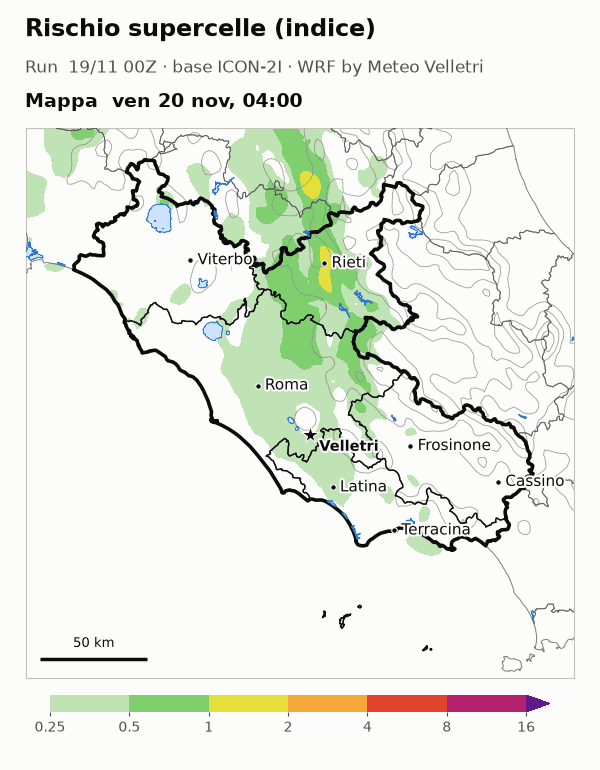 Rischio supercelle (indice)
Run  19/11 00Z · base ICON-2I · WRF by Meteo Velletri
Mappa  ven 20 nov, 04:00
Viterbo
Rieti
Roma
Velletri
Frosinone
Latina
Cassino
Terracina
50 km
0.25 0.5 1 2 4 8 16